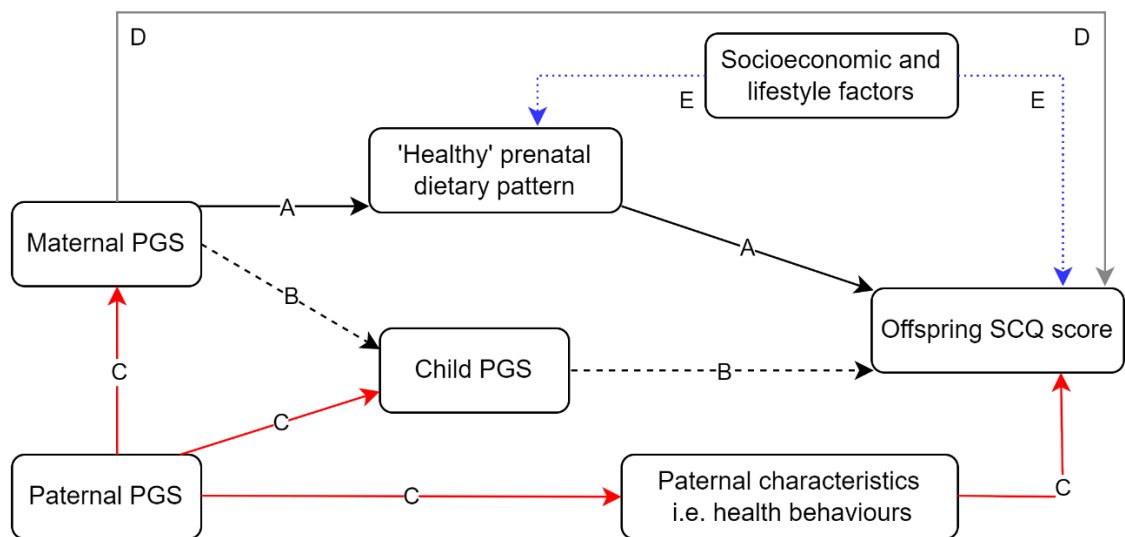 D
D
Socioeconomic and
lifestyle factors
E
E
'Healthy' prenatal
dietary pattern
A
Maternal PGS
A
B
Offspring SCQ score
Child PGS
B
C
C
Paternal PGS
C
Paternal characteristics
i.e. health behaviours
C